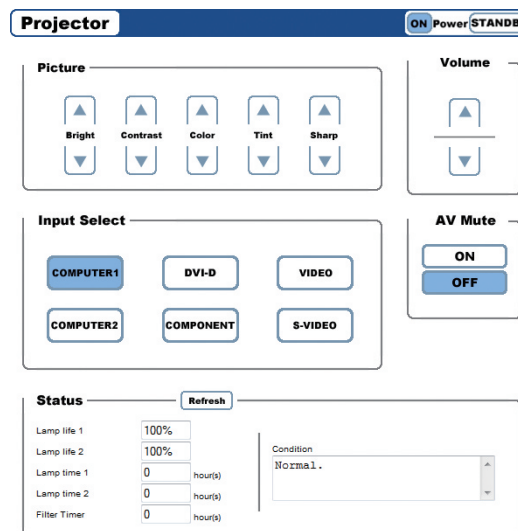 Projector ON Power STANDB
Picture Volume
Bright Contrast Color Tint Sharp
Input Select AV Mute
COMPUTER1 DVI-D VIDEO ON
OFF
COMPUTER2 COMPONENT S-VIDEO
Status Refresh
Lamp life 1 100%
Lamp life 2 100% Condition
Lamp time 1 0 hour(s) Normal.
Lamp time 2 0 hour(s)
Filter Timer 0 hour(s)